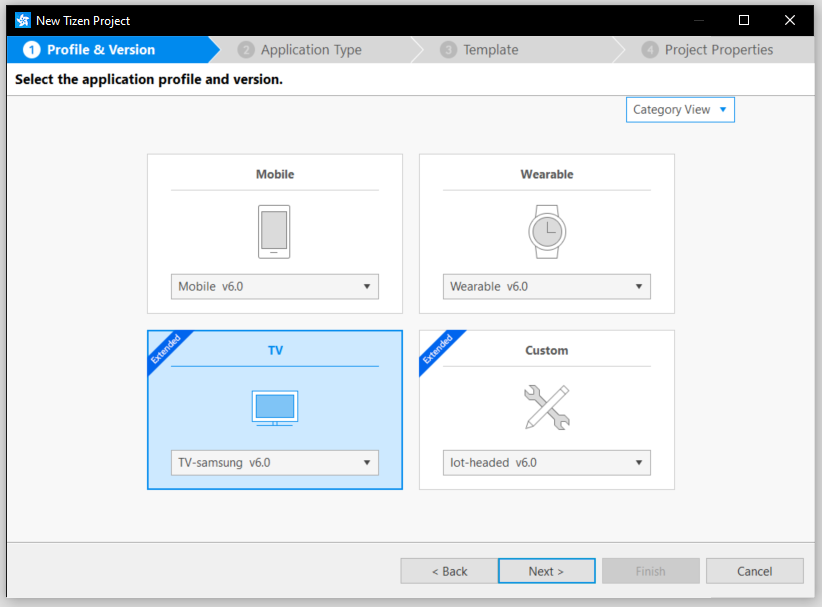 New Tizen Project
1 Profile & Version 2 Application Type 3 Template 4 Project Properties
Select the application profile and version.
Category View
Mobile
Mobile v6.0
Wearable
Wearable v6.0
Extended
TV
TV-samsung v6.0
Extended
Custom
Iot-headed v6.0
< Back Next > Finish Cancel